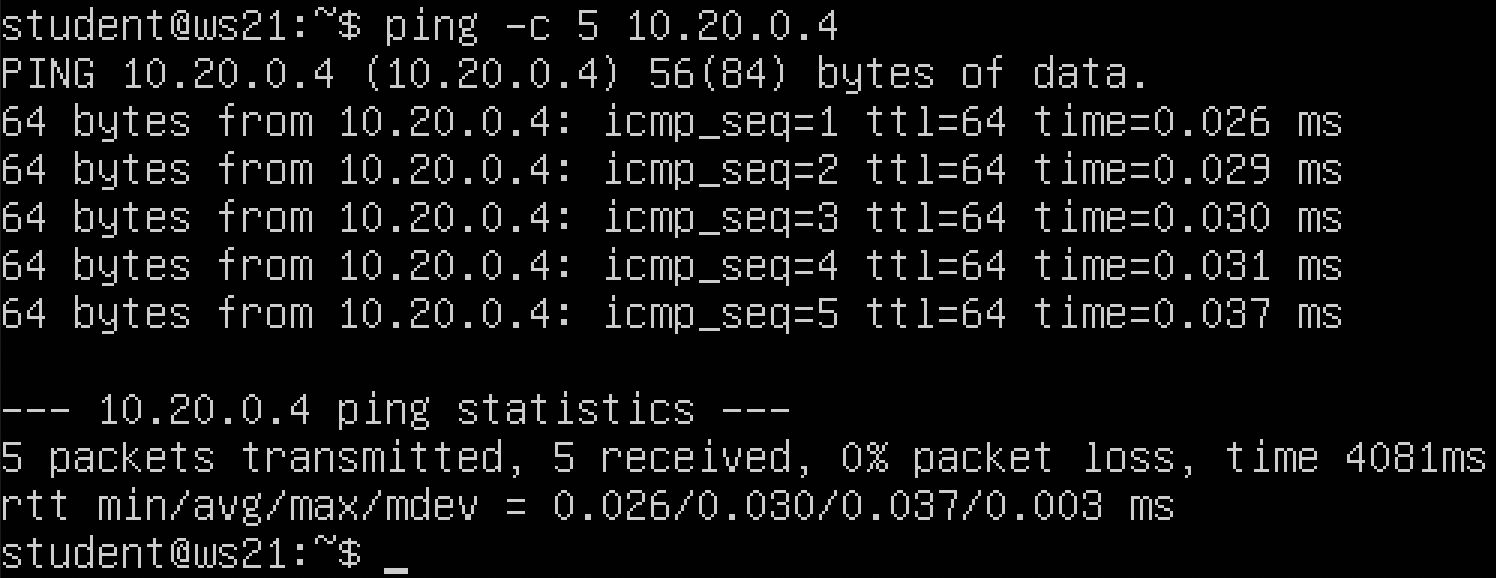 student@ws21:~$ ping -c 5 10.20.0.4
PING 10.20.0.4 (10.20.0.4) 56(84) bytes of data.
64 bytes from 10.20.0.4: icmp_seq=1 ttl=64 time=0.026 ms
64 bytes from 10.20.0.4: icmp_seq=2 ttl=64 time=0.029 ms
64 bytes from 10.20.0.4: icmp_seq=3 ttl=64 time=0.030 ms
64 bytes from 10.20.0.4: icmp_seq=4 ttl=64 time=0.031 ms
64 bytes from 10.20.0.4: icmp_seq=5 ttl=64 time=0.037 ms
--- 10.20.0.4 ping statistics ---
5 packets transmitted, 5 received, 0% packet loss, time 4081ms
rtt min/avg/max/mdev = 0.026/0.030/0.037/0.003 ms
student@ws21:~$ _